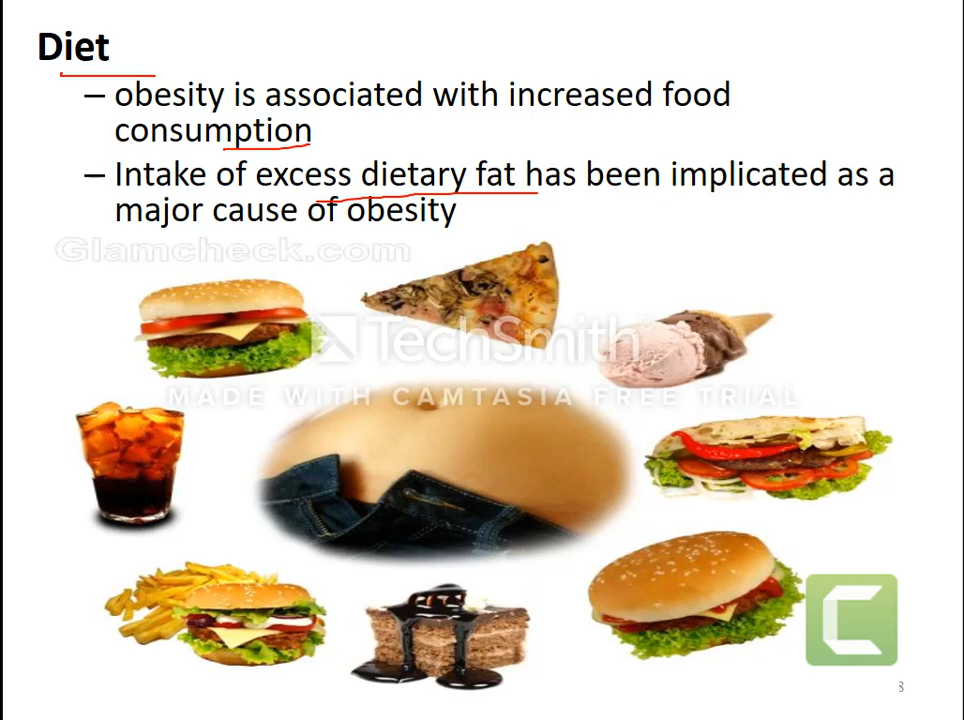 Diet
– obesity is associated with increased food
consumption
– Intake of excess dietary fat has been implicated as a
major cause of obesity
Glamcheck.com
TechSmith
MADE WITH CAMTASIA FREE TRIAL
8